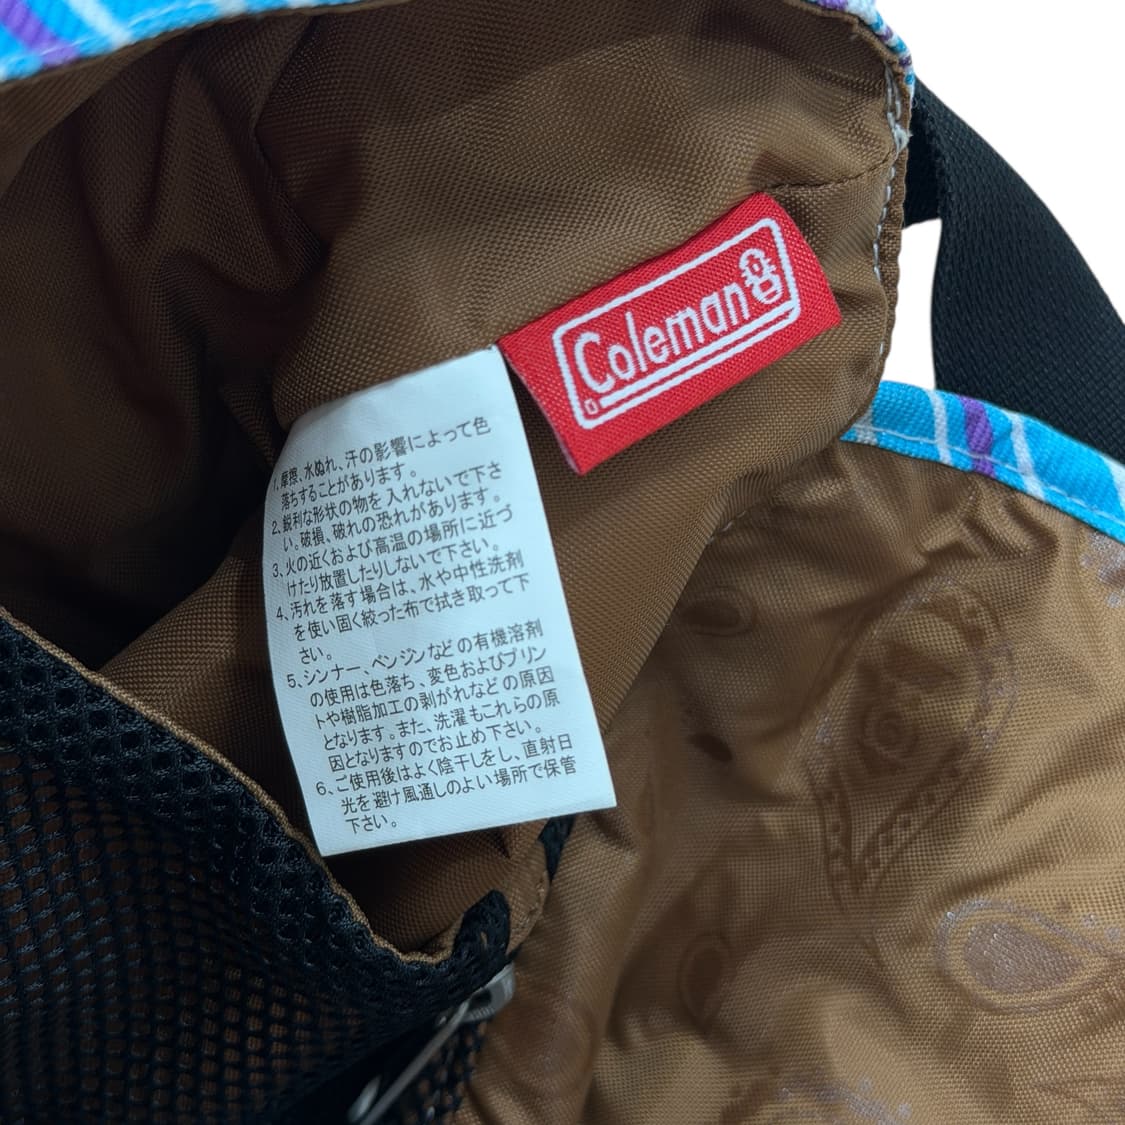 Coleman
1、摩擦、水ぬれ、汗の影響によって色
落ちすることがあります。
2、鋭利な形状の物を入れないで下さ
い。破損、破れの恐れがあります。
3、火の近くおよび高温の場所に近づ
けたり放置したりしないで下さい。
4、汚れを落す場合は、水や中性洗剤
を使い固く絞った布で拭き取って下
さい。
5、シンナー、ベンジンなどの有機溶剤
の使用は色落ち、変色およびプリン
トや樹脂加工の剥がれなどの原因
となります。また、洗濯もこれらの原
因となりますのでお止め下さい。
6、ご使用後はよく陰干しをし、直射日
光を避け風通しのよい場所で保管
下さい。